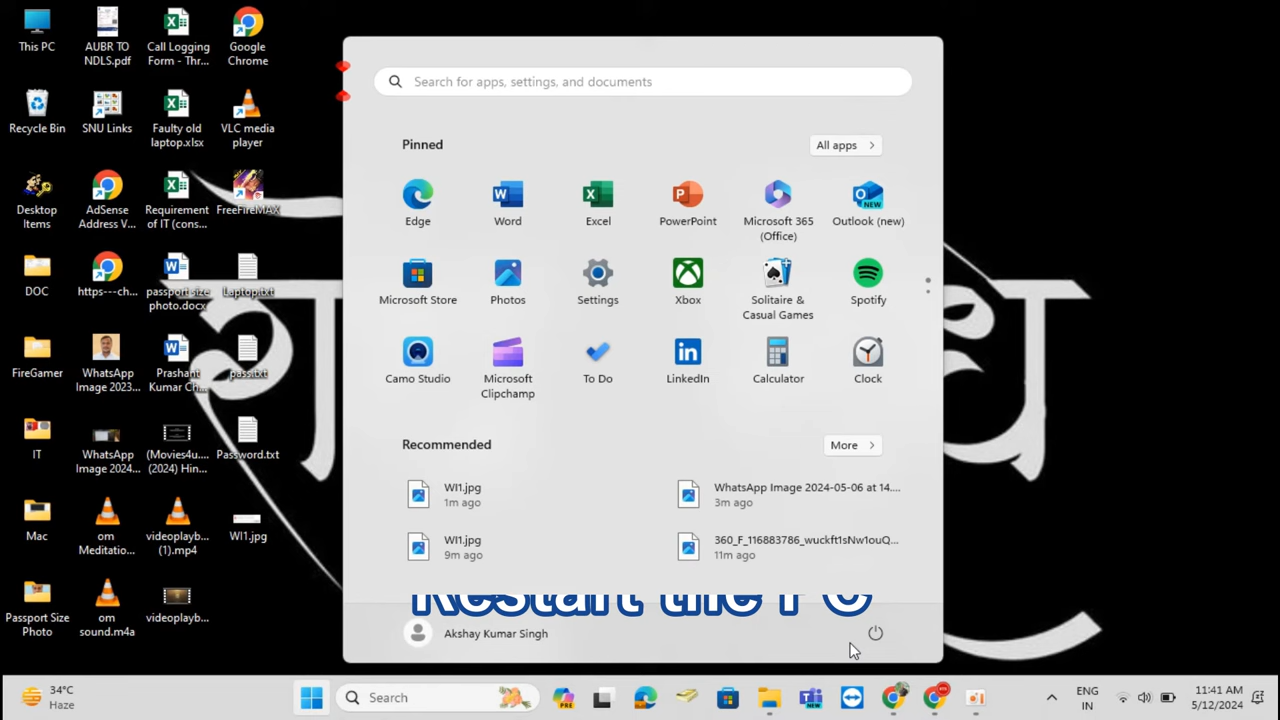 This PC
AUBR TO
NDLS.pdf
Call Logging
Form - Thr...
Google
Chrome
Recycle Bin
SNU Links
Faulty old
laptop.xlsx
VLC media
player
Desktop
Items
AdSense
Address V...
Requirement
of IT (cons...
FreeFireMAX
DOC
https---ch...
passport size
photo.docx
Laptop.txt
FireGamer
WhatsApp
Image 2023...
Prashant
Kumar Ch...
pass.txt
IT
WhatsApp
Image 2024...
(Movies4u....
(2024) Hin...
Password.txt
Mac
om
Meditatio...
videoplayb...
(1).mp4
WI1.jpg
Passport Size
Photo
om
sound.m4a
videoplayb...
Search for apps, settings, and documents
Pinned
All apps
Edge
Word
Excel
PowerPoint
Microsoft 365
(Office)
Outlook (new)
Microsoft Store
Photos
Settings
Xbox
Solitaire &
Casual Games
Spotify
Camo Studio
Microsoft
Clipchamp
To Do
LinkedIn
Calculator
Clock
Recommended
More
WI1.jpg
1m ago
WhatsApp Image 2024-05-06 at 14....
3m ago
WI1.jpg
9m ago
360_F_116883786_wuckft1sNw1ouQ...
11m ago
Restart the PC
Akshay Kumar Singh
34°C
Haze
Search
PRE
NEW
ENG
IN
11:41 AM
5/12/2024